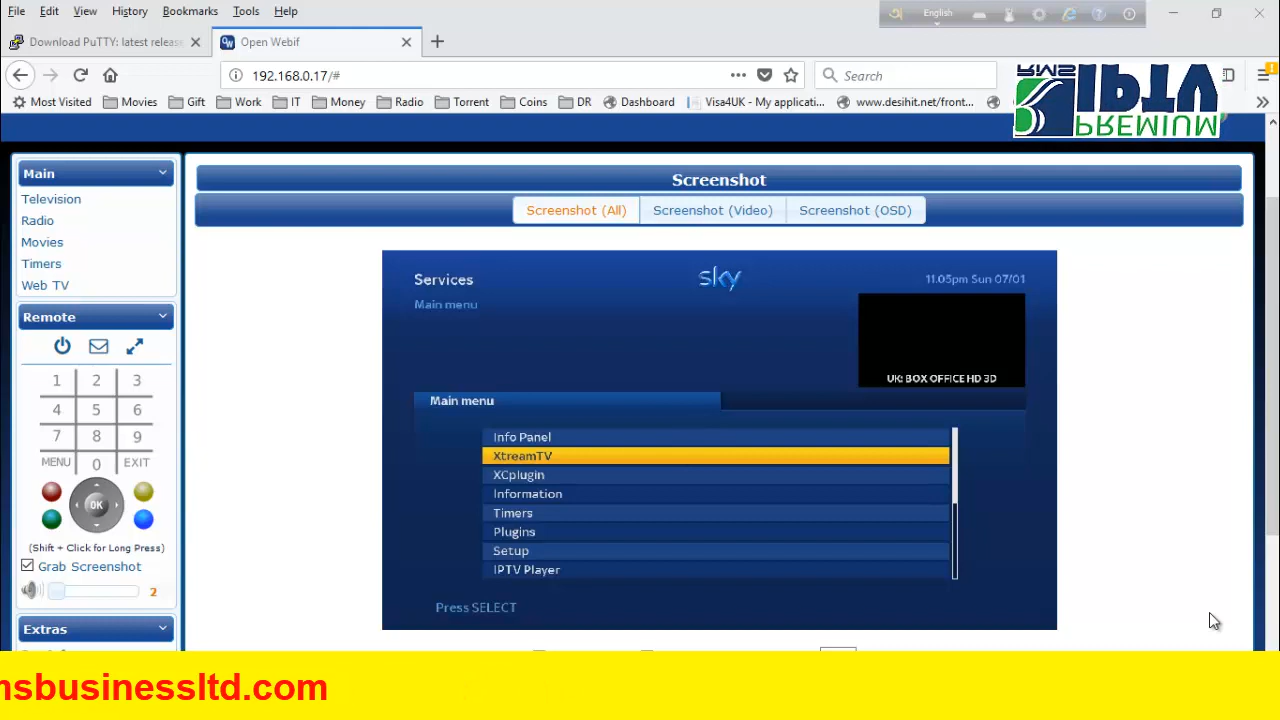 File Edit View History Bookmarks Tools Help
English
Download PuTTY: latest release
Open Webif
192.168.0.17/#
Search
Most Visited Movies Gift Work IT Money Radio Torrent Coins DR Dashboard Visa4UK - My applicati... www.desihit.net/front...
RMS IPTV
PREMIUM
Main
Television
Radio
Movies
Timers
Web TV
Remote
1 2 3
4 5 6
7 8 9
MENU 0 EXIT
OK
(Shift + Click for Long Press)
Grab Screenshot
2
Extras
Screenshot
Screenshot (All) Screenshot (Video) Screenshot (OSD)
Services
sky
11.05pm Sun 07/01
Main menu
UK: BOX OFFICE HD 3D
Main menu
Info Panel
XtreamTV
XCplugin
Information
Timers
Plugins
Setup
IPTV Player
Press SELECT
msbusinessltd.com